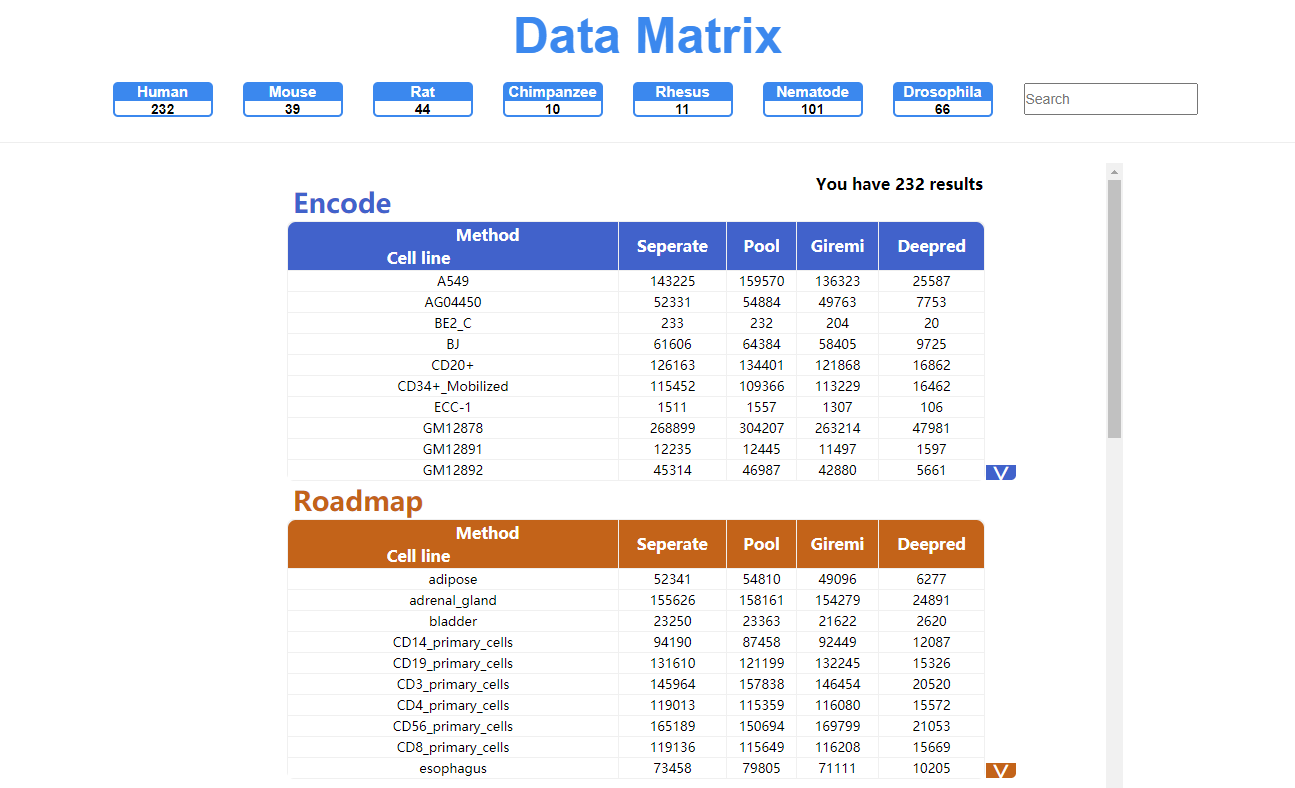 Data Matrix
Human Mouse Rat Chimpanzee Rhesus Nematode Drosophila
232 39 44 10 11 101 66
Search
You have 232 results
Encode
Method
Cell line
Seperate Pool Giremi Deepred
A549 143225 159570 136323 25587
AG04450 52331 54884 49763 7753
BE2_C 233 232 204 20
BJ 61606 64384 58405 9725
CD20+ 126163 134401 121868 16862
CD34+_Mobilized 115452 109366 113229 16462
ECC-1 1511 1557 1307 106
GM12878 268899 304207 263214 47981
GM12891 12235 12445 11497 1597
GM12892 45314 46987 42880 5661
V
Roadmap
Method
Cell line
Seperate Pool Giremi Deepred
adipose 52341 54810 49096 6277
adrenal_gland 155626 158161 154279 24891
bladder 23250 23363 21622 2620
CD14_primary_cells 94190 87458 92449 12087
CD19_primary_cells 131610 121199 132245 15326
CD3_primary_cells 145964 157838 146454 20520
CD4_primary_cells 119013 115359 116080 15572
CD56_primary_cells 165189 150694 169799 21053
CD8_primary_cells 119136 115649 116208 15669
esophagus 73458 79805 71111 10205
V